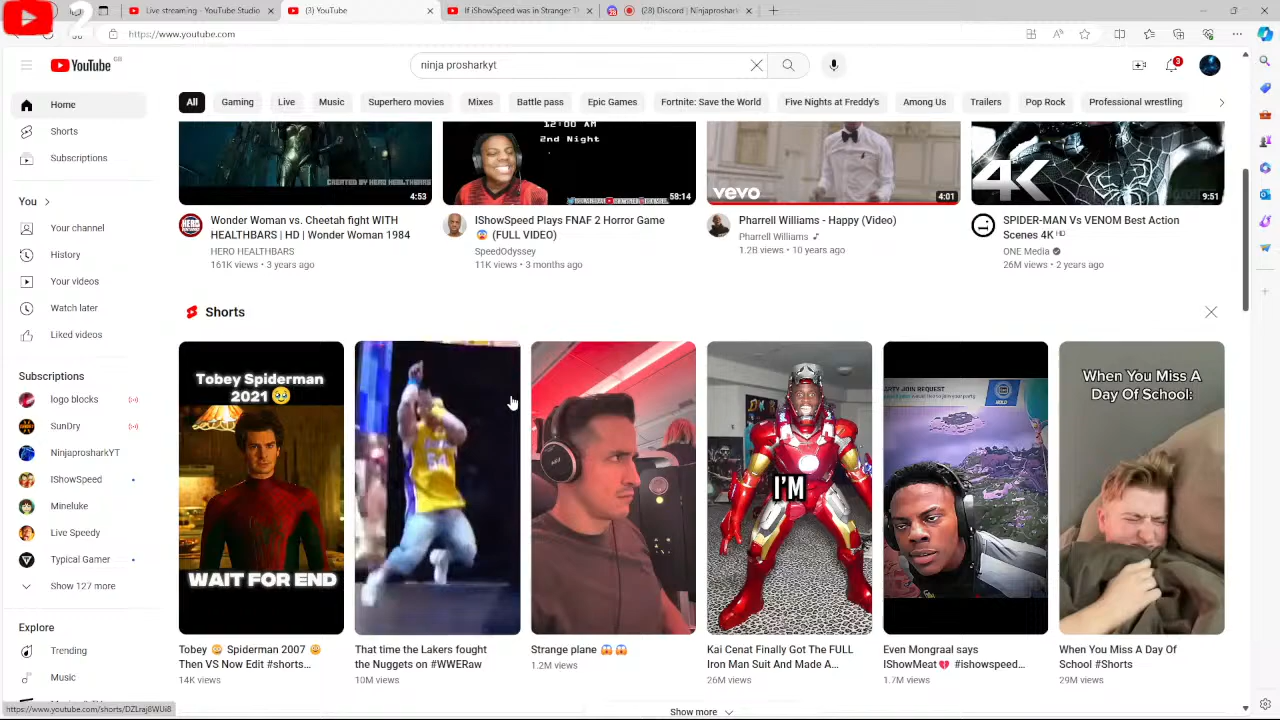 Live streaming - YouTube Studio
(3) YouTube
If iShowSpeed was in Stranger T
(28) Discord | Ninjaproshark
https://www.youtube.com
YouTube GB
ninja prosharkyt
3
All
Gaming
Live
Music
Superhero movies
Mixes
Battle pass
Epic Games
Fortnite: Save the World
Five Nights at Freddy's
Among Us
Trailers
Pop Rock
Professional wrestling
Home
Shorts
Subscriptions
You
Your channel
History
Your videos
Watch later
Liked videos
Subscriptions
logo blocks
SunDry
NinjaprosharkYT
IShowSpeed
Mineluke
Live Speedy
Typical Gamer
Show 127 more
Explore
Trending
Music
CREATED BY HERO HEALTHBARS
4:53
12:00 AM
2nd Night
58:14
vevo
4:01
4K
9:51
Wonder Woman vs. Cheetah fight WITH
HEALTHBARS | HD | Wonder Woman 1984
HERO HEALTHBARS
161K views • 3 years ago
IShowSpeed Plays FNAF 2 Horror Game
😱 (FULL VIDEO)
SpeedOdyssey
11K views • 3 months ago
Pharrell Williams - Happy (Video)
Pharrell Williams
1.2B views • 10 years ago
SPIDER-MAN Vs VENOM Best Action
Scenes 4K HD
ONE Media
26M views • 2 years ago
Shorts
Tobey Spiderman
2021 🥹
WAIT FOR END
I'M
PARTY JOIN REQUEST
HOLD
When You Miss A
Day Of School:
Tobey 😊 Spiderman 2007 😊
Then VS Now Edit #shorts...
14K views
That time the Lakers fought
the Nuggets on #WWERaw
10M views
Strange plane 😱😱
1.2M views
Kai Cenat Finally Got The FULL
Iron Man Suit And Made A...
26M views
Even Mongraal says
IShowMeat💔 #ishowspeed...
1.7M views
When You Miss A Day Of
School #Shorts
29M views
Show more
https://www.youtube.com/shorts/DZLraj8WUi8